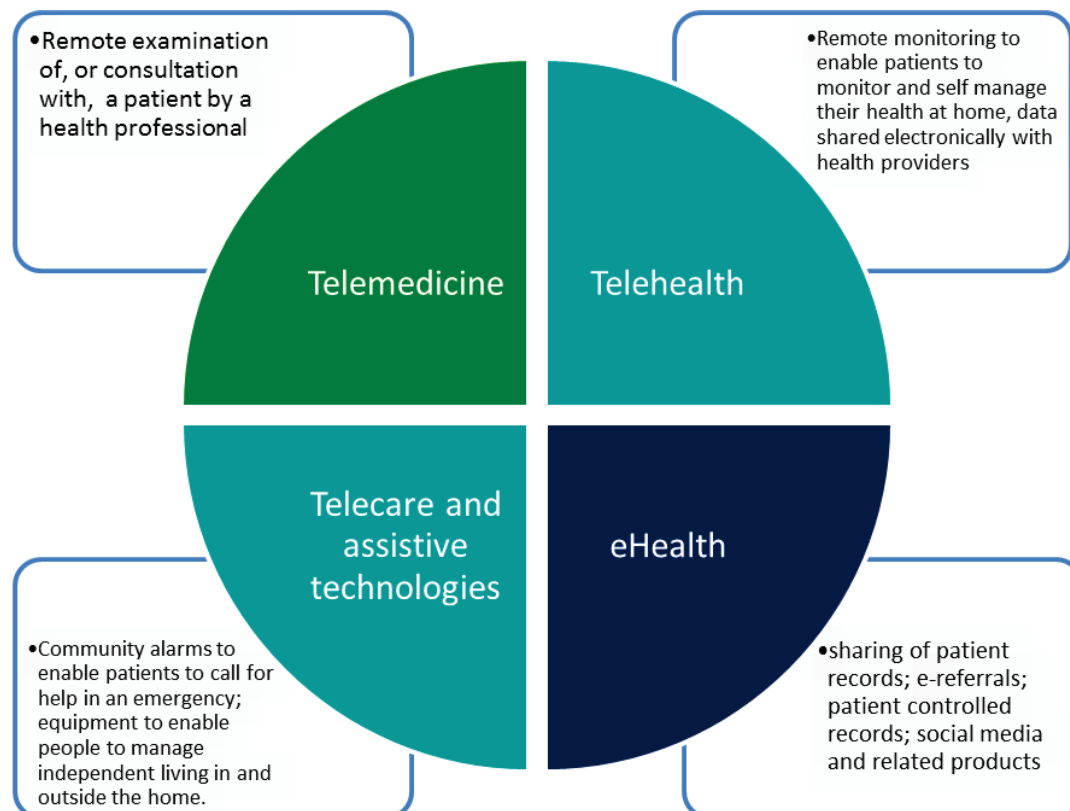 •Remote examination
of, or consultation
with,  a patient by a
health professional
•Remote monitoring to
enable patients to
monitor and self manage
their health at home, data
shared electronically with
health providers
Telemedicine
Telehealth
Telecare and
assistive
technologies
eHealth
•Community alarms to
enable patients to call for
help in an emergency;
equipment to enable
people to manage
independent living in and
outside the home.
•sharing of patient
records; e-referrals;
patient controlled
records; social media
and related products